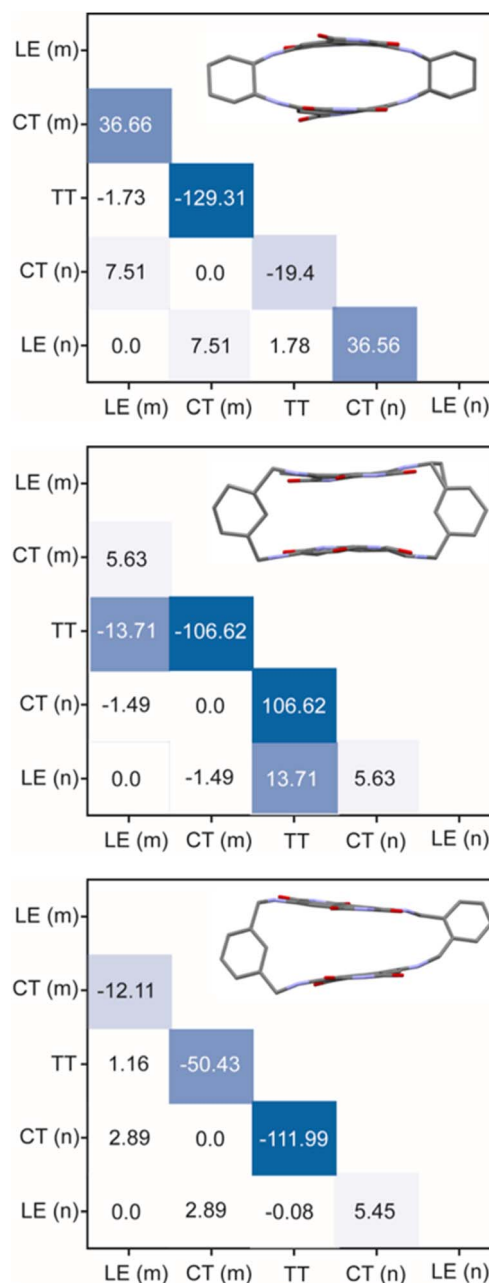 LE (m)
CT (m) 36.66
TT -1.73 -129.31
CT (n) 7.51 0.0 -19.4
LE (n) 0.0 7.51 1.78 36.56
LE (m) CT (m) TT CT (n) LE (n)
LE (m)
CT (m) 5.63
TT -13.71 -106.62
CT (n) -1.49 0.0 106.62
LE (n) 0.0 -1.49 13.71 5.63
LE (m) CT (m) TT CT (n) LE (n)
LE (m)
CT (m) -12.11
TT 1.16 -50.43
CT (n) 2.89 0.0 -111.99
LE (n) 0.0 2.89 -0.08 5.45
LE (m) CT (m) TT CT (n) LE (n)